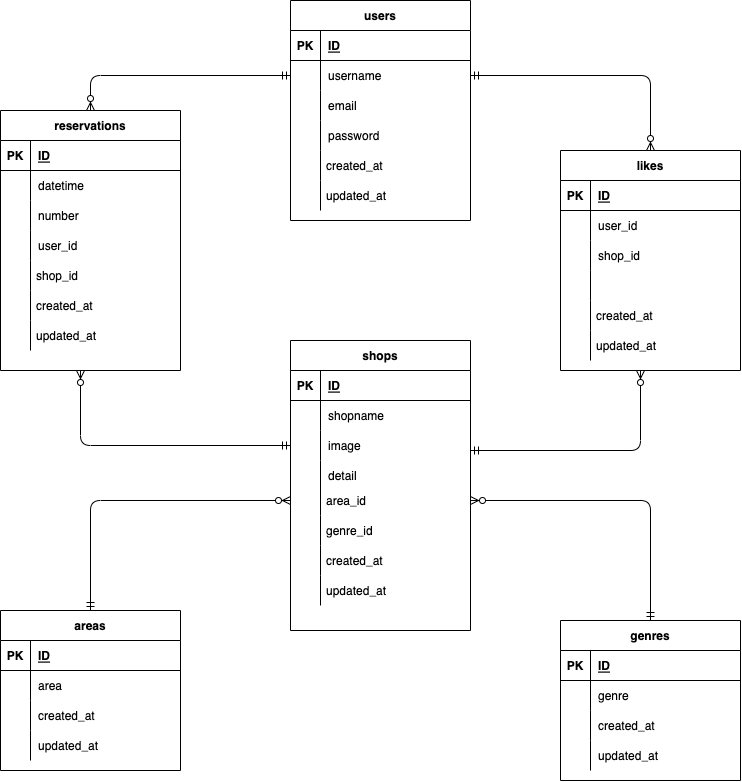 users
PK ID
username
email
password
created_at
updated_at
reservations
PK ID
datetime
number
user_id
shop_id
created_at
updated_at
likes
PK ID
user_id
shop_id
created_at
updated_at
shops
PK ID
shopname
image
detail
area_id
genre_id
created_at
updated_at
areas
PK ID
area
created_at
updated_at
genres
PK ID
genre
created_at
updated_at